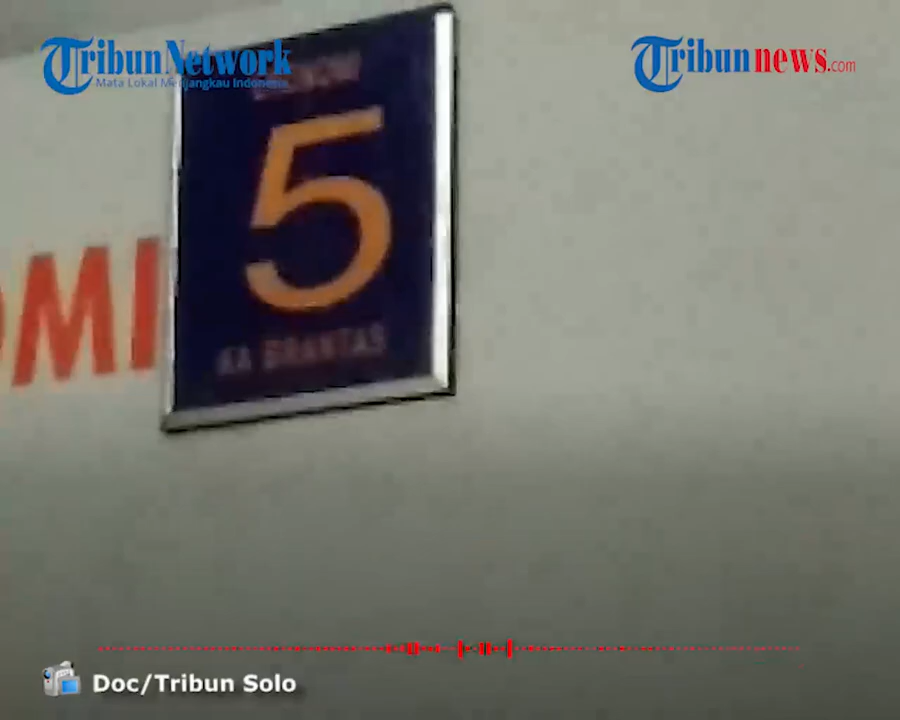 TribunNetwork
Mata Lokal Menjangkau Indonesia
Tribunnews.com
5
OMI
KA BRANTAS
Doc/Tribun Solo